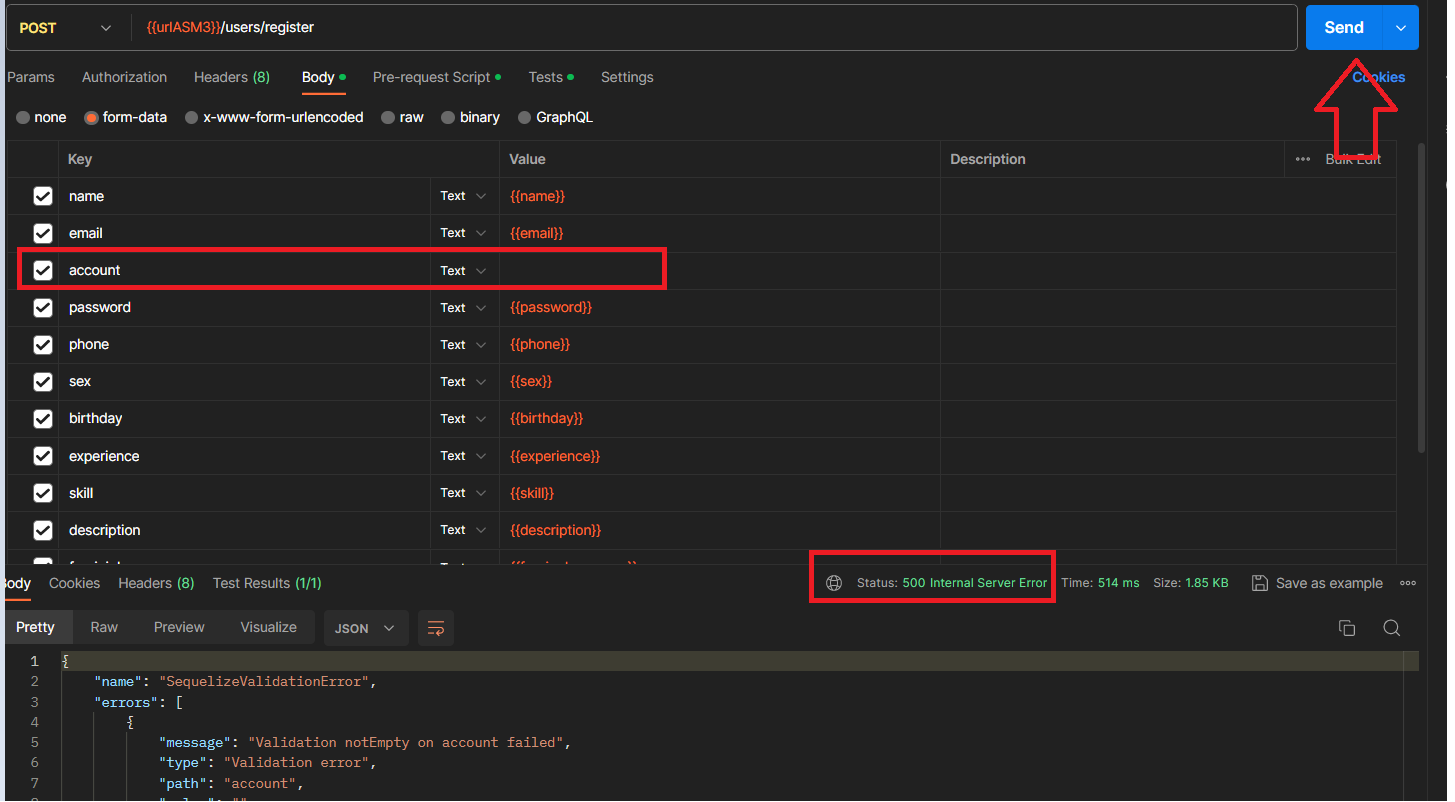 POST {{urlASM3}}/users/register Send
Params Authorization Headers (8) Body Pre-request Script Tests Settings Cookies
none form-data x-www-form-urlencoded raw binary GraphQL
Key Value Description Bulk Edit
name Text {{name}}
email Text {{email}}
account Text
password Text {{password}}
phone Text {{phone}}
sex Text {{sex}}
birthday Text {{birthday}}
experience Text {{experience}}
skill Text {{skill}}
description Text {{description}}
Body Cookies Headers (8) Test Results (1/1) Status: 500 Internal Server Error Time: 514 ms Size: 1.85 KB Save as example
Pretty Raw Preview Visualize JSON
1 {
2 "name": "SequelizeValidationError",
3 "errors": [
4 {
5 "message": "Validation notEmpty on account failed",
6 "type": "Validation error",
7 "path": "account",